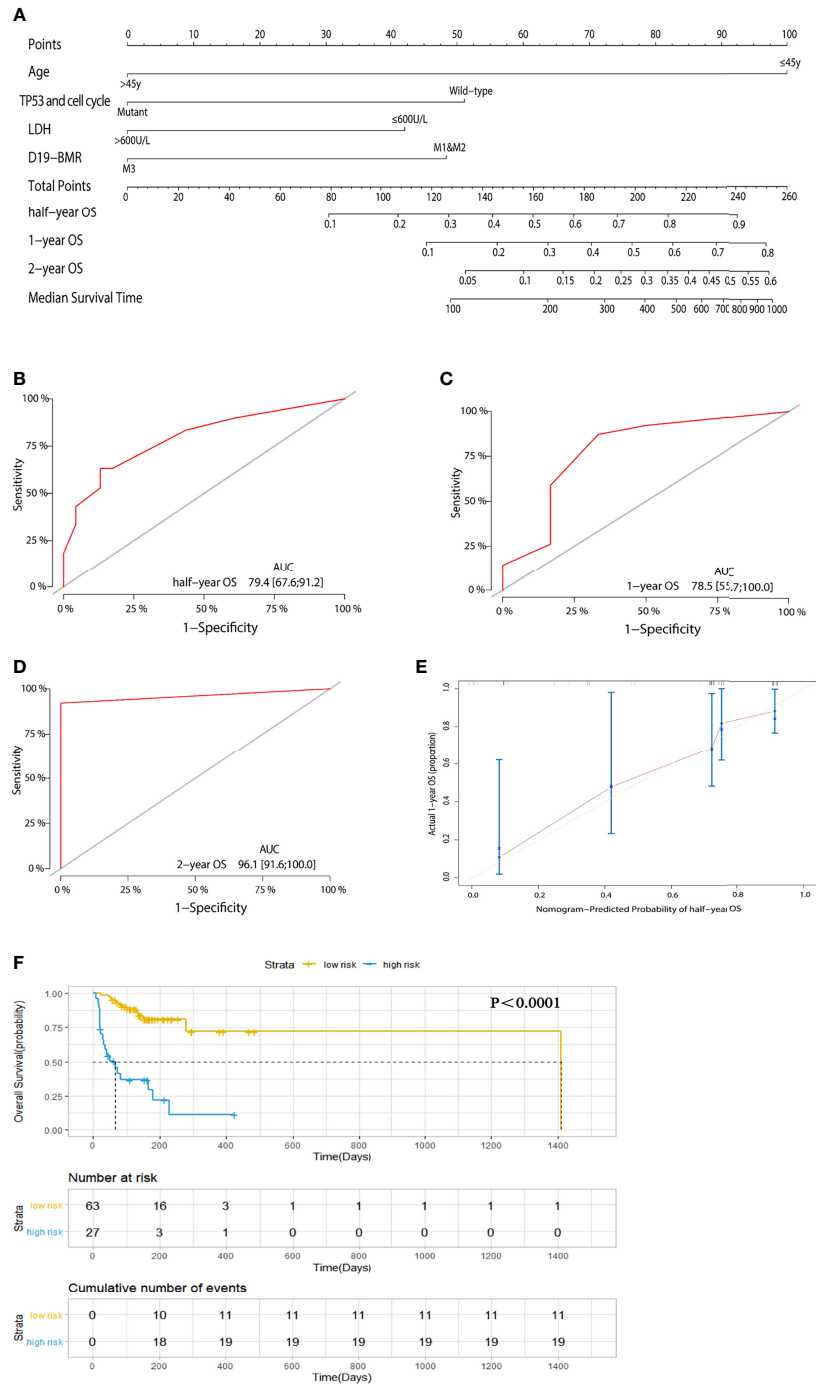 A
Points
0 10 20 30 40 50 60 70 80 90 100
Age
>45y ≤45y
TP53 and cell cycle
Mutant Wild−type
LDH
>600U/L ≤600U/L
D19−BMR
M3 M1&M2
Total Points
0 20 40 60 80 100 120 140 160 180 200 220 240 260
half−year OS
0.1 0.2 0.3 0.4 0.5 0.6 0.7 0.8 0.9
1−year OS
0.1 0.2 0.3 0.4 0.5 0.6 0.7 0.8
2−year OS
0.05 0.1 0.15 0.2 0.25 0.3 0.35 0.4 0.45 0.5 0.55 0.6
Median Survival Time
100 200 300 400 500 600 700 800 900 1000
B
100 %
75 %
50 %
25 %
0 %
Sensitivity
AUC
half−year OS 79.4 [67.6;91.2]
0 % 25 % 50 % 75 % 100 %
1−Specificity
C
100 %
75 %
50 %
25 %
0 %
Sensitivity
AUC
1−year OS 78.5 [55.7;100.0]
0 % 25 % 50 % 75 % 100 %
1−Specificity
D
100 %
75 %
50 %
25 %
0 %
Sensitivity
AUC
2−year OS 96.1 [91.6;100.0]
0 % 25 % 50 % 75 % 100 %
1−Specificity
E
1.0
0.8
0.6
0.4
0.2
0.0
Actual 1−year OS (proportion)
0.0 0.2 0.4 0.6 0.8 1.0
Nomogram−Predicted Probability of half−year OS
F
Strata low risk high risk
1.00
0.75
0.50
0.25
0.00
Overall Survival(probability)
P<0.0001
0 200 400 600 800 1000 1200 1400
Time(Days)
Number at risk
Strata
low risk 63 16 3 1 1 1 1 1
high risk 27 3 1 0 0 0 0 0
0 200 400 600 800 1000 1200 1400
Time(Days)
Cumulative number of events
Strata
low risk 0 10 11 11 11 11 11 11
high risk 0 18 19 19 19 19 19 19
0 200 400 600 800 1000 1200 1400
Time(Days)